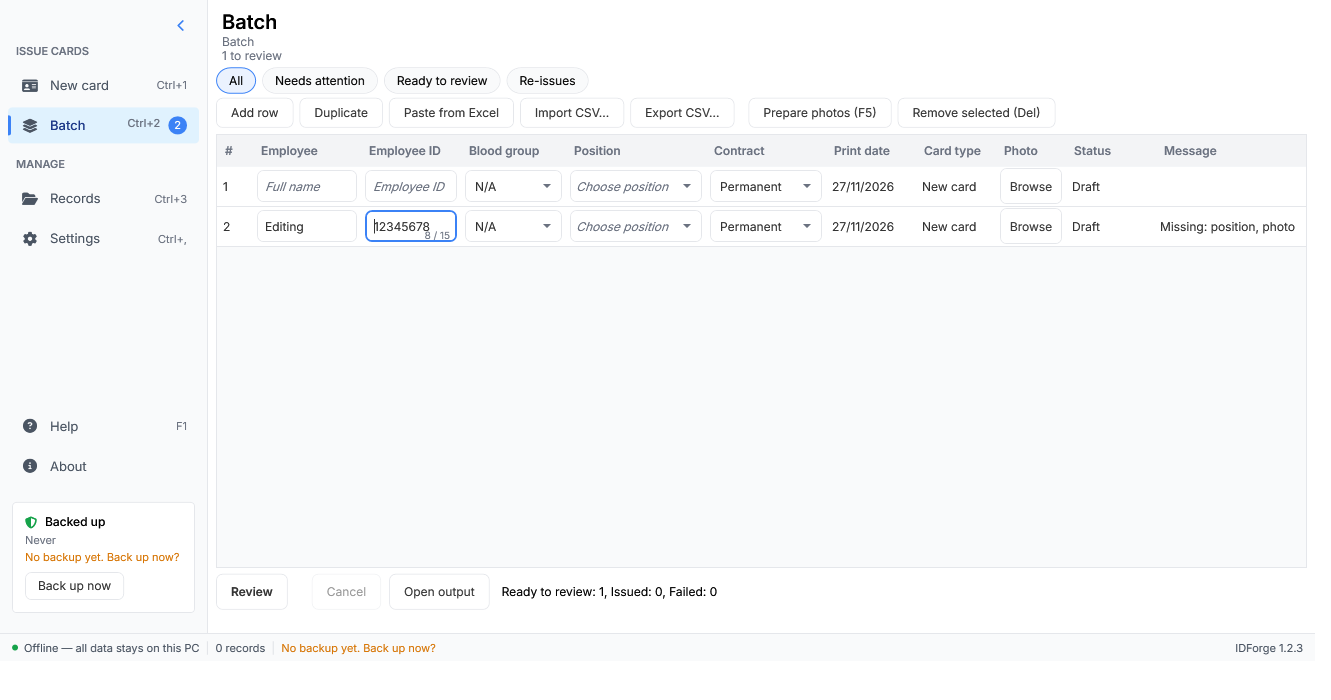 ISSUE CARDS
New card Ctrl+1
Batch Ctrl+2 2
MANAGE
Records Ctrl+3
Settings Ctrl+,
Help F1
About
Backed up
Never
No backup yet. Back up now?
Back up now
Batch
Batch
1 to review
All Needs attention Ready to review Re-issues
Add row Duplicate Paste from Excel Import CSV... Export CSV... Prepare photos (F5) Remove selected (Del)
# Employee Employee ID Blood group Position Contract Print date Card type Photo Status Message
1 Full name Employee ID N/A Choose position Permanent 27/11/2026 New card Browse Draft
2 Editing 12345678 8 / 15 N/A Choose position Permanent 27/11/2026 New card Browse Draft Missing: position, photo
Review Cancel Open output Ready to review: 1, Issued: 0, Failed: 0
Offline — all data stays on this PC 0 records No backup yet. Back up now? IDForge 1.2.3